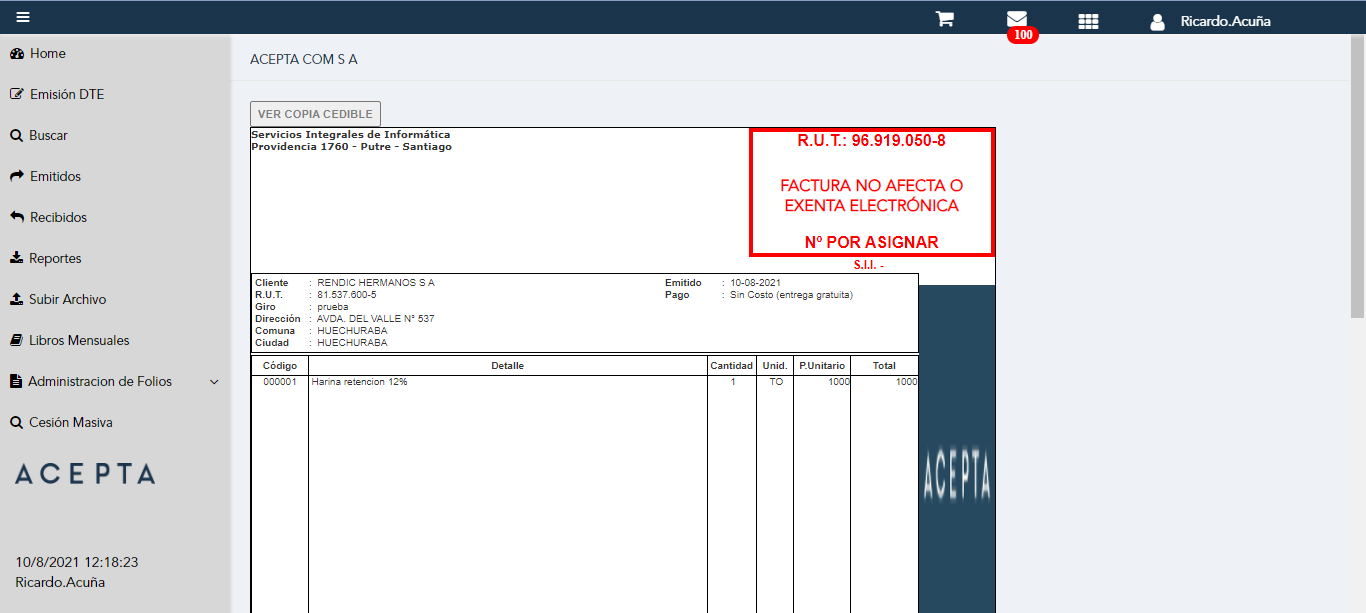 Ricardo.Acuña
100
Home
Emisión DTE
Buscar
Emitidos
Recibidos
Reportes
Subir Archivo
Libros Mensuales
Administracion de Folios
Cesión Masiva
ACEPTA
10/8/2021 12:18:23
Ricardo.Acuña
ACEPTA COM S A
VER COPIA CEDIBLE
Servicios Integrales de Informática
Providencia 1760 - Putre - Santiago
R.U.T.: 96.919.050-8
FACTURA NO AFECTA O
EXENTA ELECTRÓNICA
Nº POR ASIGNAR
S.I.I. -
Cliente : RENDIC HERMANOS S A Emitido : 10-08-2021
R.U.T. : 81.537.600-5 Pago : Sin Costo (entrega gratuita)
Giro : prueba
Dirección : AVDA. DEL VALLE N° 537
Comuna : HUECHURABA
Ciudad : HUECHURABA
Código Detalle Cantidad Unid. P.Unitario Total
000001 Harina retencion 12% 1 TO 1000 1000
ACEPTA